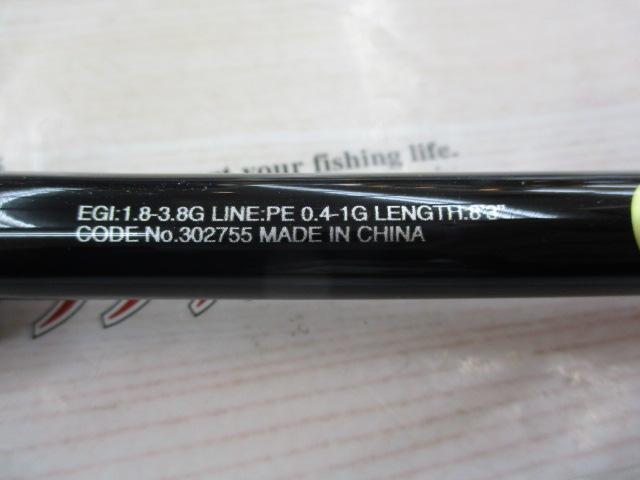 your fishing life.
EGI:1.8-3.8G LINE:PE 0.4-1G LENGTH:8'3"
CODE No.302755 MADE IN CHINA